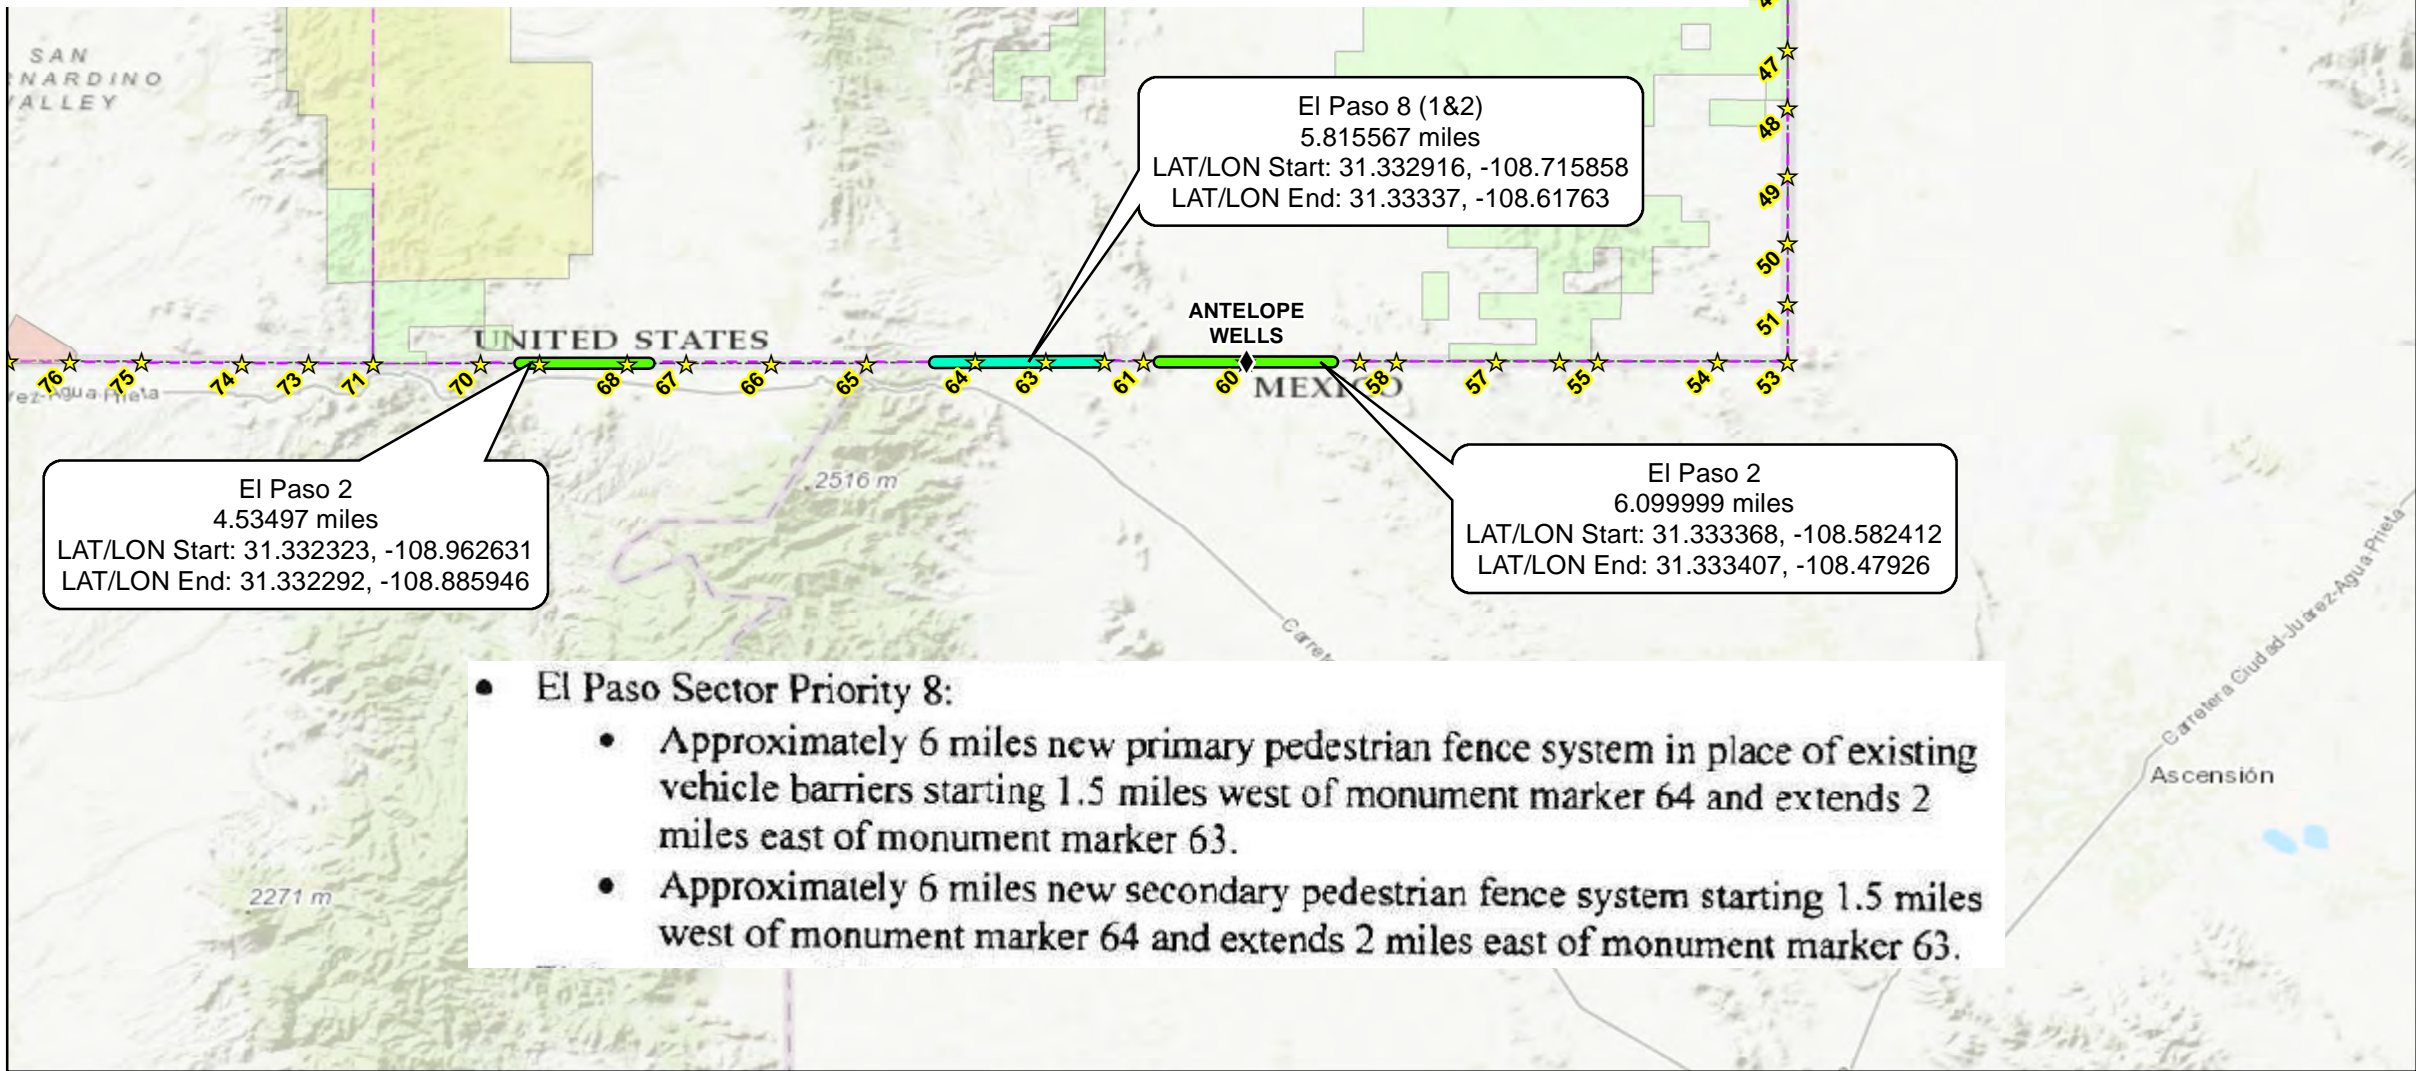 SAN
NARDINO
ALLEY
47
48
49
50
51
El Paso 8 (1&2)
5.815567 miles
LAT/LON Start: 31.332916, -108.715858
LAT/LON End: 31.33337, -108.61763
ANTELOPE
WELLS
UNITED STATES
MEXICO
76
75
74
73
71
70
68
67
66
65
64
63
61
60
58
57
55
54
53
rez-Agua Prieta
El Paso 2
4.53497 miles
LAT/LON Start: 31.332323, -108.962631
LAT/LON End: 31.332292, -108.885946
2516 m
El Paso 2
6.099999 miles
LAT/LON Start: 31.333368, -108.582412
LAT/LON End: 31.333407, -108.47926
Carret
Carretera Ciudad-Juárez-Agua-Prieta
Ascensión
2271 m
• El Paso Sector Priority 8:
• Approximately 6 miles new primary pedestrian fence system in place of existing
vehicle barriers starting 1.5 miles west of monument marker 64 and extends 2
miles east of monument marker 63.
• Approximately 6 miles new secondary pedestrian fence system starting 1.5 miles
west of monument marker 64 and extends 2 miles east of monument marker 63.